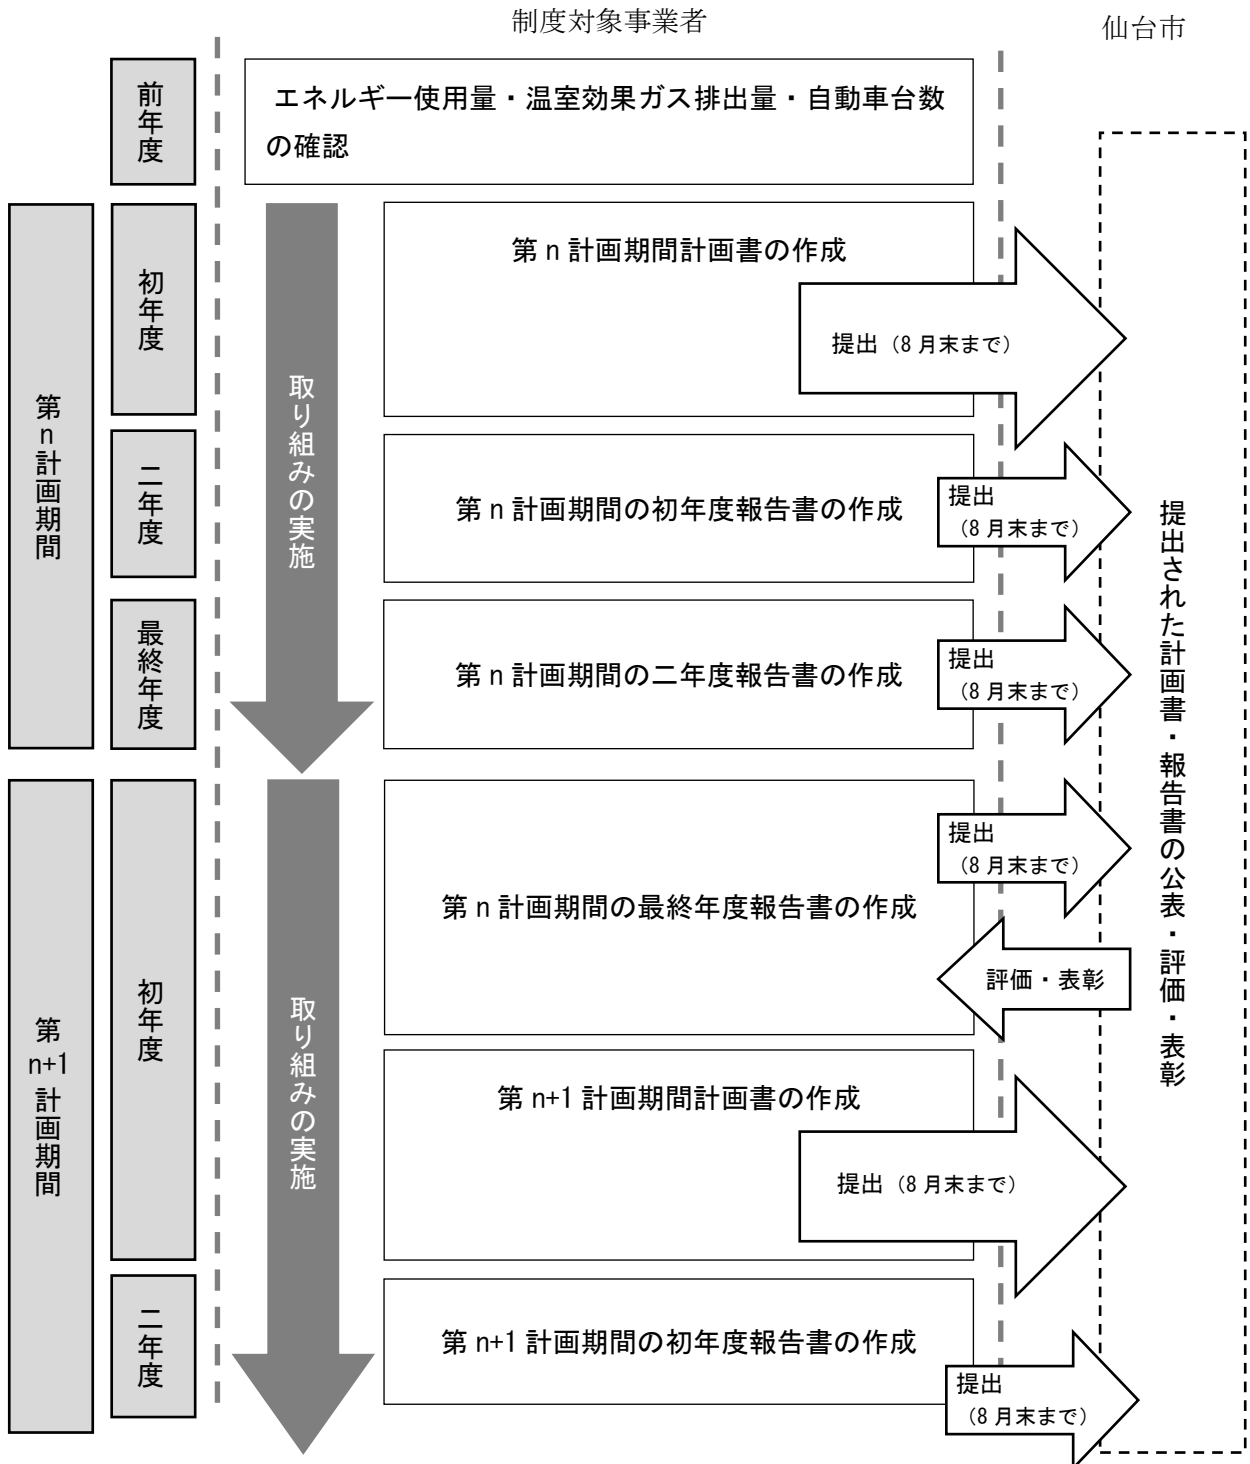 制度対象事業者
仙台市
前年度
エネルギー使用量・温室効果ガス排出量・自動車台数
の確認
第n計画期間
初年度
取り組みの実施
第 n 計画期間計画書の作成
提出（8 月末まで）
二年度
第 n 計画期間の初年度報告書の作成
提出
（8 月末まで）
最終年度
第 n 計画期間の二年度報告書の作成
提出
（8 月末まで）
提出された計画書・報告書の公表・評価・表彰
第
n+1
計画期間
初年度
取り組みの実施
第 n 計画期間の最終年度報告書の作成
提出
（8 月末まで）
評価・表彰
第 n+1 計画期間計画書の作成
提出（8 月末まで）
二年度
第 n+1 計画期間の初年度報告書の作成
提出
（8 月末まで）